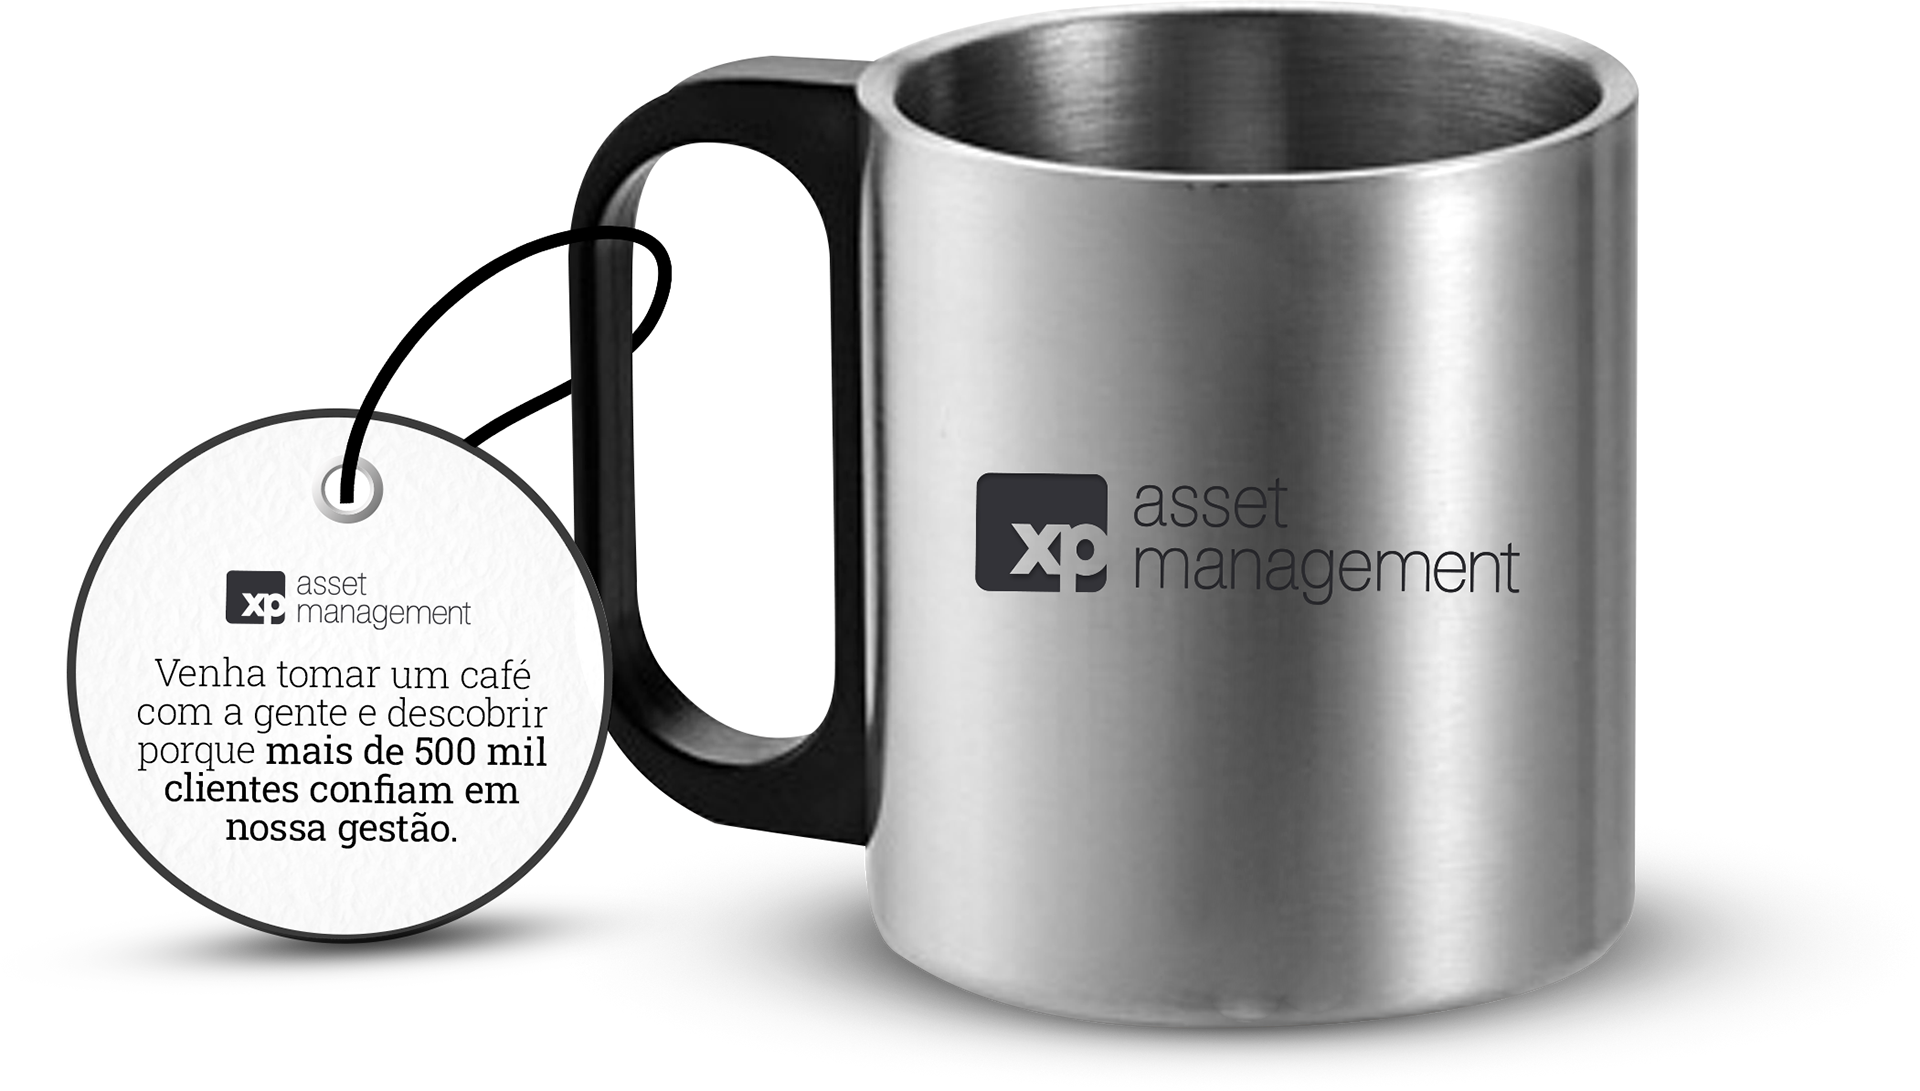 xp asset
management
Venha tomar um café
com a gente e descobrir
porque mais de 500 mil
clientes confiam em
nossa gestão.
xp asset
management